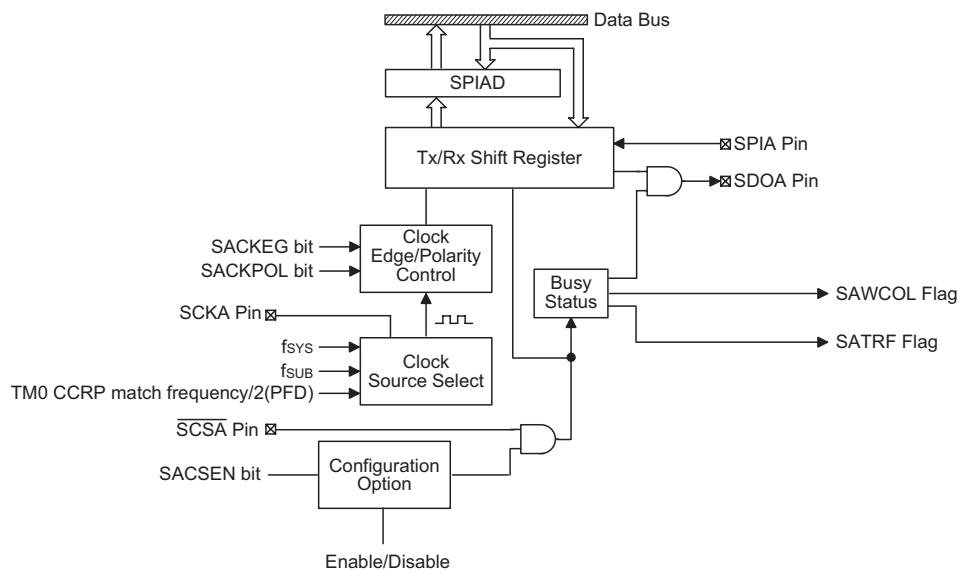 Data Bus
SPIAD
Tx/Rx Shift Register
SPIA Pin
SDOA Pin
SACKEG bit
SACKPOL bit
Clock
Edge/Polarity
Control
Busy
Status
SAWCOL Flag
SATRF Flag
SCKA Pin
fSYS
fSUB
TM0 CCRP match frequency/2(PFD)
Clock
Source Select
SCSA Pin
SACSEN bit
Configuration
Option
Enable/Disable